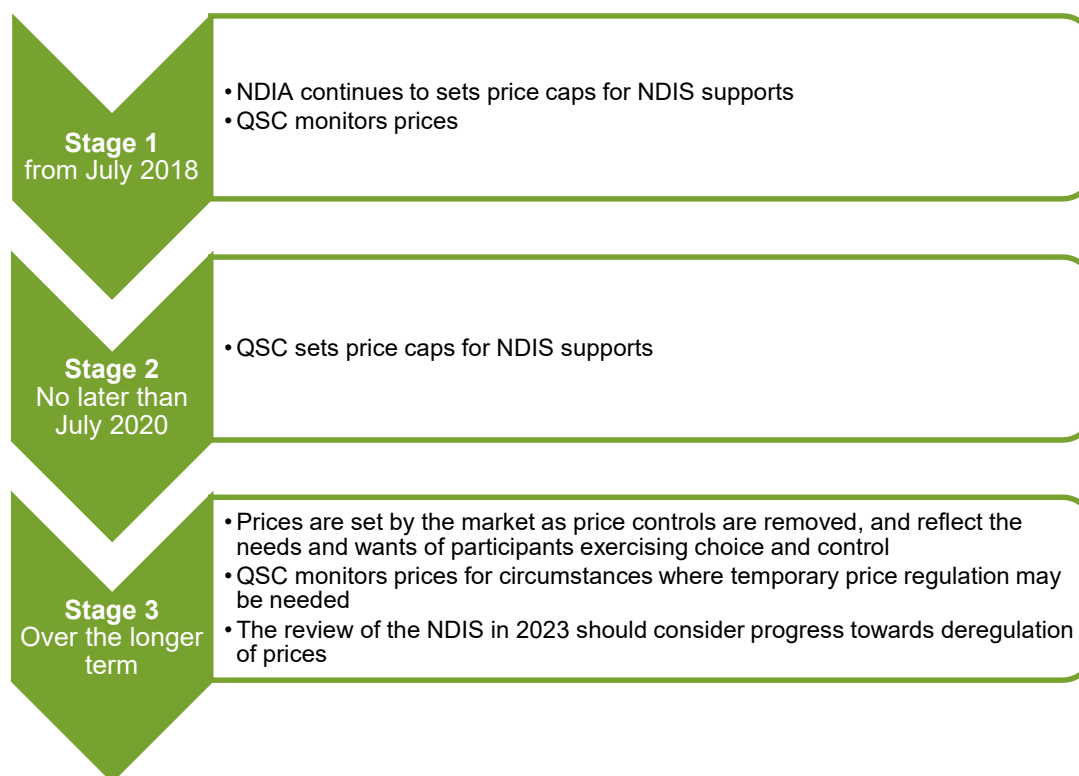 Stage 1
from July 2018
• NDIA continues to sets price caps for NDIS supports
• QSC monitors prices
Stage 2
No later than
July 2020
• QSC sets price caps for NDIS supports
Stage 3
Over the longer
term
• Prices are set by the market as price controls are removed, and reflect the
needs and wants of participants exercising choice and control
• QSC monitors prices for circumstances where temporary price regulation may
be needed
• The review of the NDIS in 2023 should consider progress towards deregulation
of prices